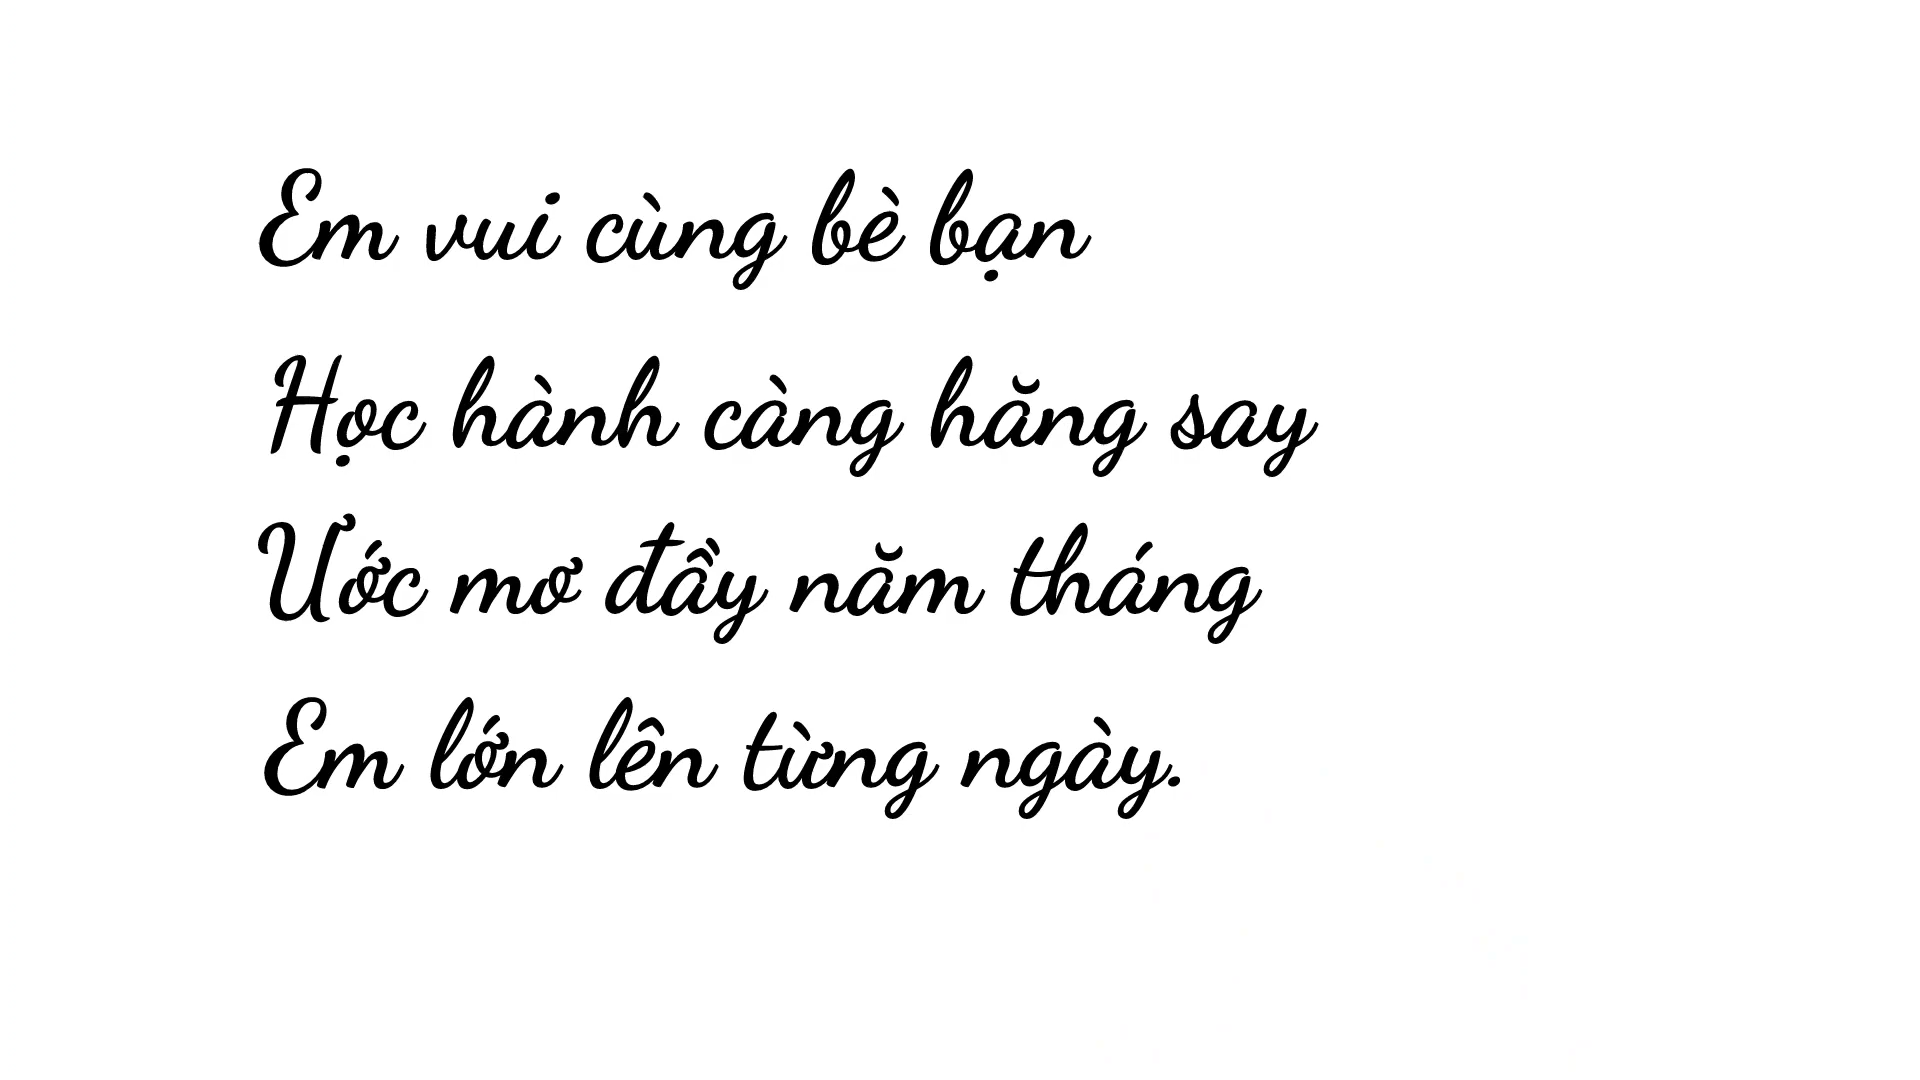 Em vui cùng bè bạn
Học hành càng hăng say
Ước mơ đầy năm tháng
Em lớn lên từng ngày.